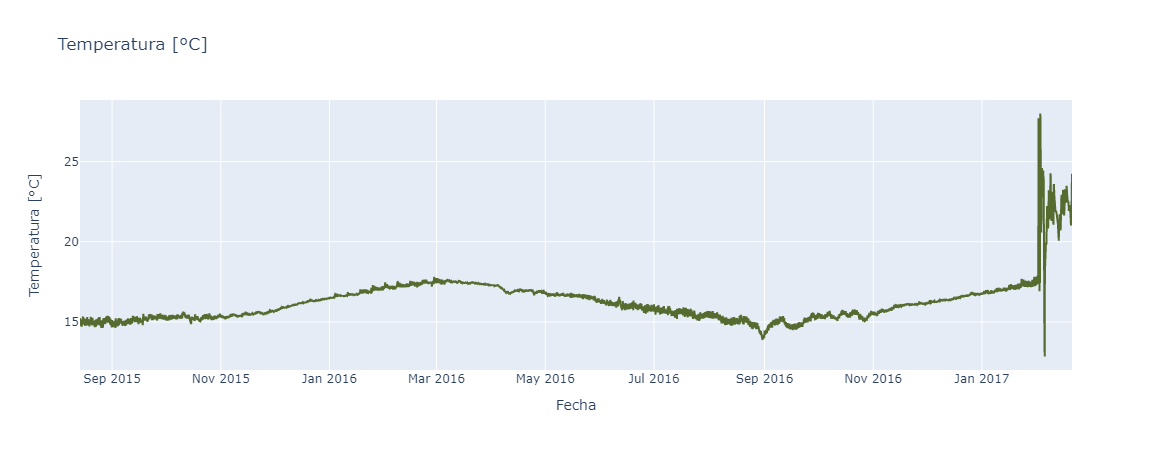 Temperatura [°C]
Temperatura [°C]
25
20
15
Sep 2015
Nov 2015
Jan 2016
Mar 2016
May 2016
Jul 2016
Sep 2016
Nov 2016
Jan 2017
Fecha